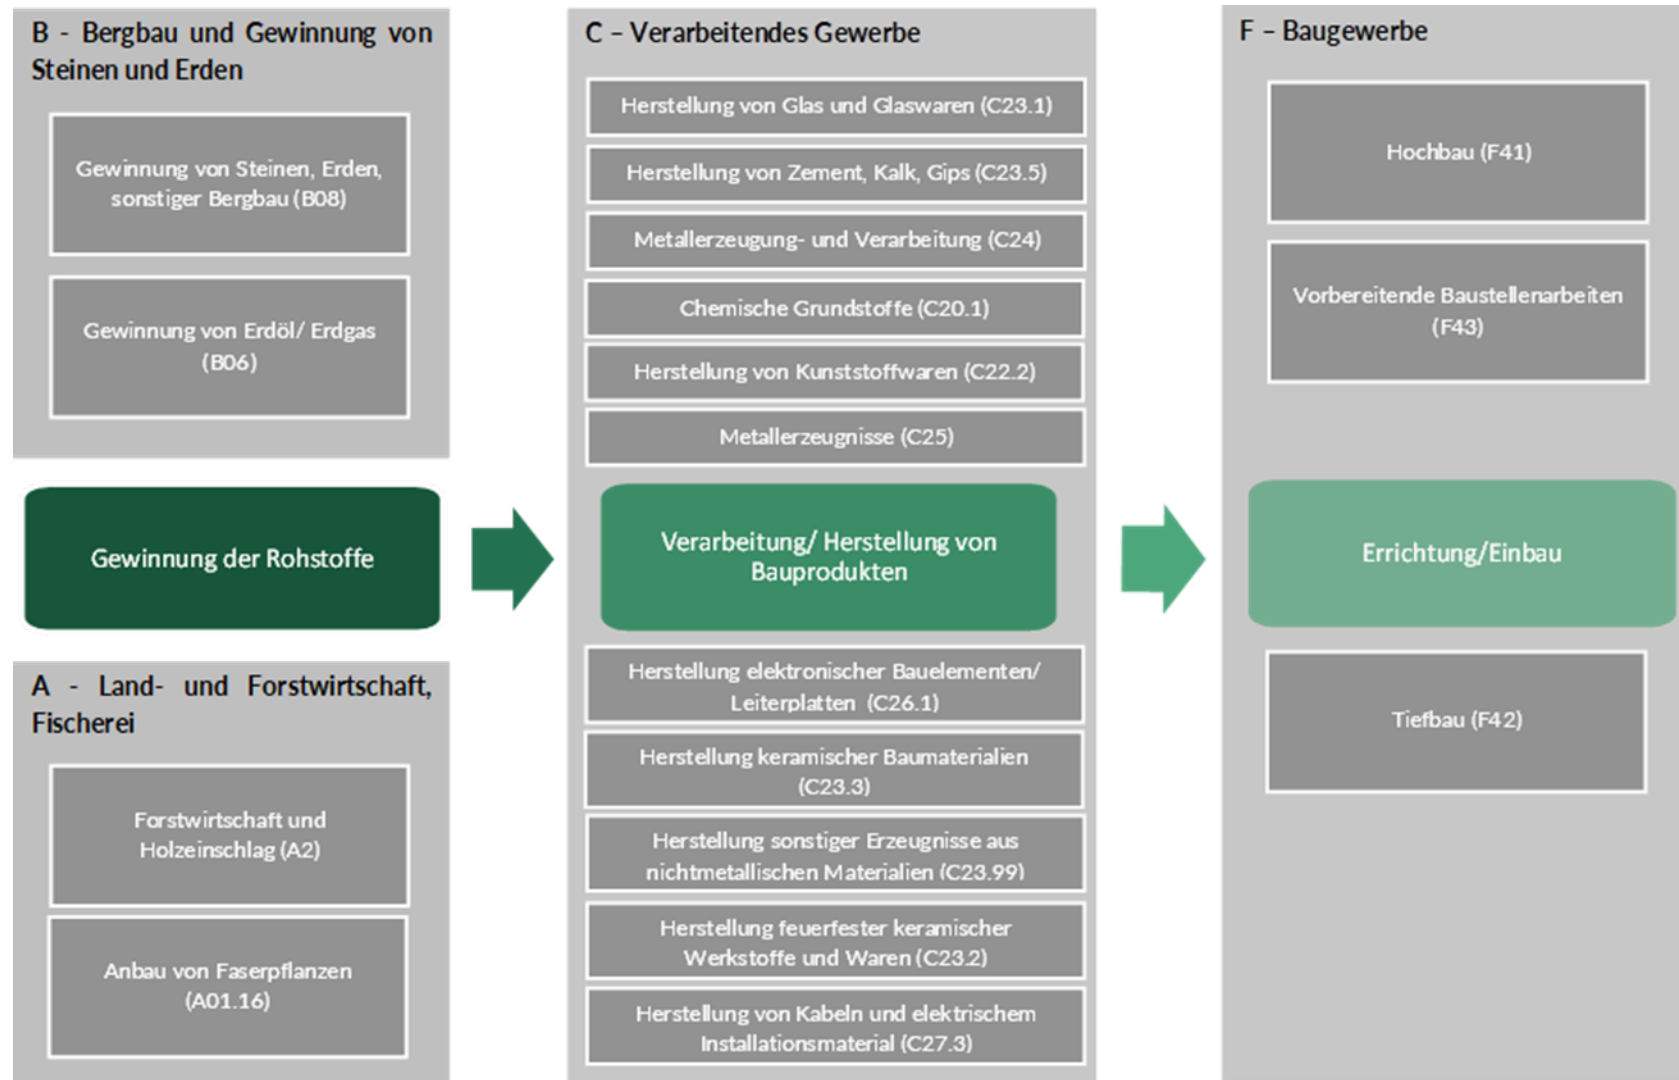 B - Bergbau und Gewinnung von
Steinen und Erden
Gewinnung von Steinen, Erden,
sonstiger Bergbau (B08)
Gewinnung von Erdöl/ Erdgas
(B06)
Gewinnung der Rohstoffe
A - Land- und Forstwirtschaft,
Fischerei
Forstwirtschaft und
Holzeinschlag (A2)
Anbau von Faserpflanzen
(A01.16)
C – Verarbeitendes Gewerbe
Herstellung von Glas und Glaswaren (C23.1)
Herstellung von Zement, Kalk, Gips (C23.5)
Metallerzeugung- und Verarbeitung (C24)
Chemische Grundstoffe (C20.1)
Herstellung von Kunststoffwaren (C22.2)
Metallerzeugnisse (C25)
Verarbeitung/ Herstellung von
Bauprodukten
Herstellung elektronischer Bauelementen/
Leiterplatten (C26.1)
Herstellung keramischer Baumaterialien
(C23.3)
Herstellung sonstiger Erzeugnisse aus
nichtmetallischen Materialien (C23.99)
Herstellung feuerfester keramischer
Werkstoffe und Waren (C23.2)
Herstellung von Kabeln und elektrischem
Installationsmaterial (C27.3)
F – Baugewerbe
Hochbau (F41)
Vorbereitende Baustellenarbeiten
(F43)
Errichtung/Einbau
Tiefbau (F42)